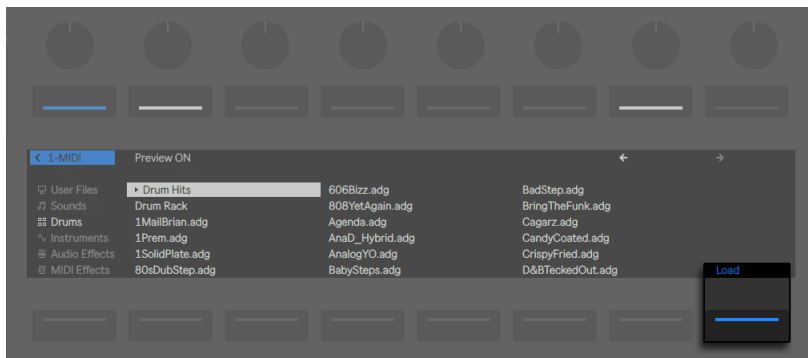 < 1-MIDI Preview ON ← →
User Files
Sounds
Drums
Instruments
Audio Effects
MIDI Effects
▸ Drum Hits
Drum Rack
1MailBrian.adg
1Prem.adg
1SolidPlate.adg
80sDubStep.adg
606Bizz.adg
808YetAgain.adg
Agenda.adg
AnaD_Hybrid.adg
AnalogYO.adg
BabySteps.adg
BadStep.adg
BringTheFunk.adg
Cagarz.adg
CandyCoated.adg
CrispyFried.adg
D&BTeckedOut.adg
Load